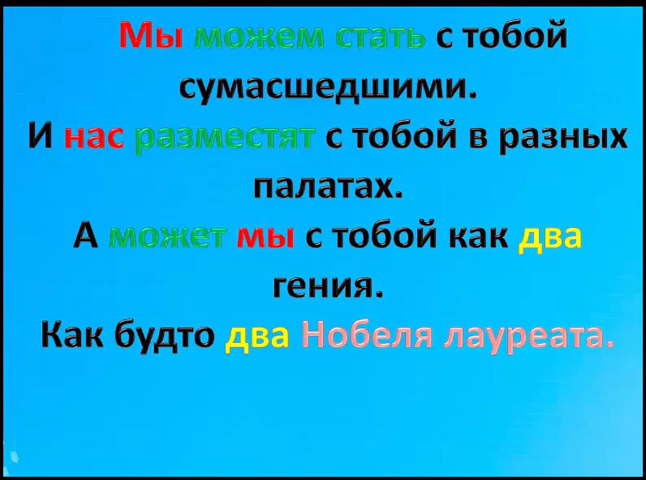 Мы можем стать с тобой
сумасшедшими.
И нас разместят с тобой в разных
палатах.
А может мы с тобой как два
гения.
Как будто два Нобеля лауреата.